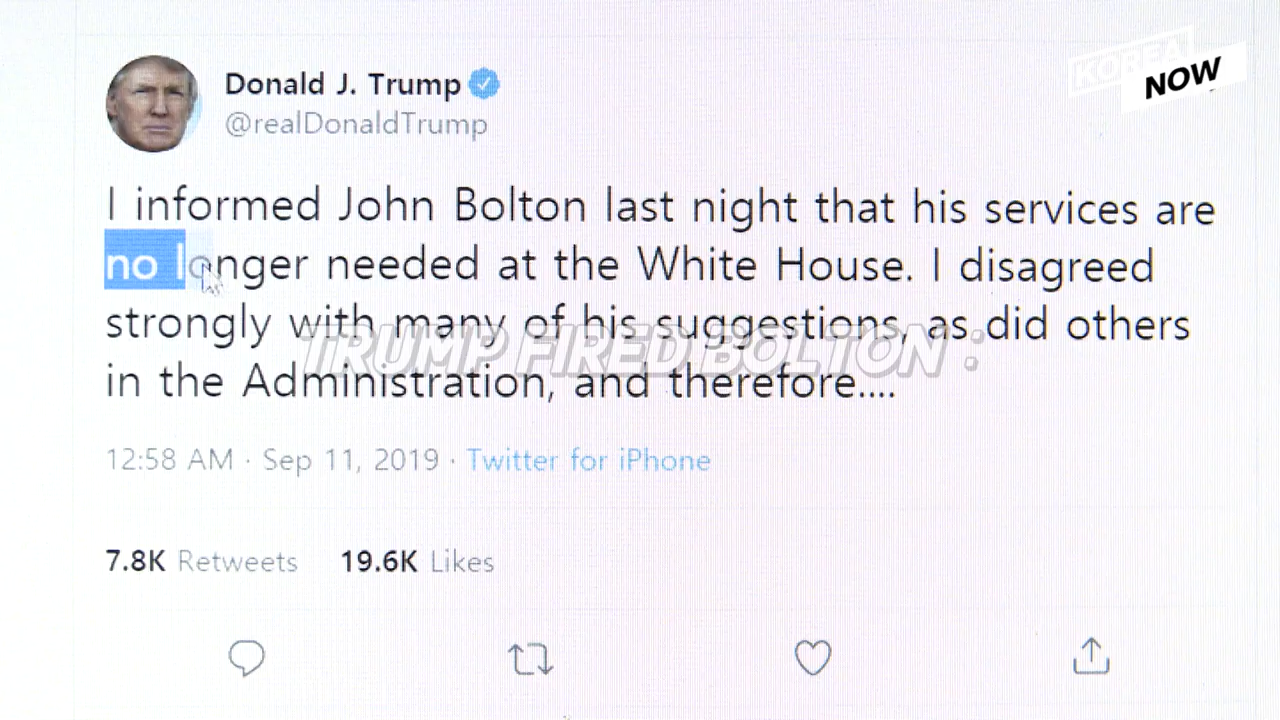 KOREA
NOW
Donald J. Trump
@realDonaldTrump
I informed John Bolton last night that his services are
no longer needed at the White House. I disagreed
strongly with many of his suggestions, as did others
in the Administration, and therefore....
TRUMP FIRED BOLTON :
12:58 AM · Sep 11, 2019 · Twitter for iPhone
7.8K Retweets 19.6K Likes